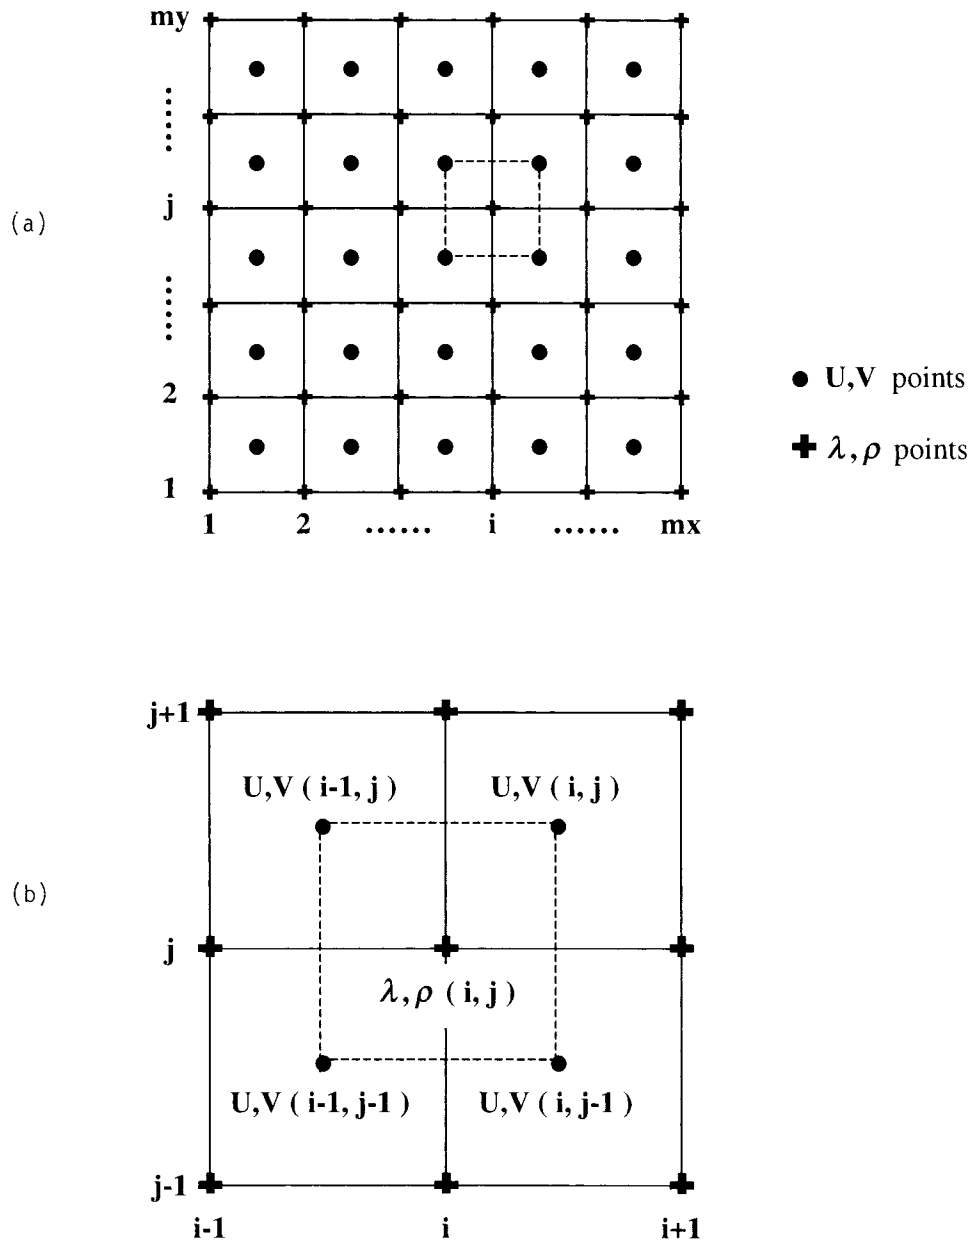 my
j
2
1
1 2 ...... i ...... mx
(a)
U,V points
λ, ρ points
j+1
U,V ( i-1, j )
U,V ( i, j )
(b)
j
λ, ρ ( i, j )
U,V ( i-1, j-1 )
U,V ( i, j-1 )
j-1
i-1 i i+1